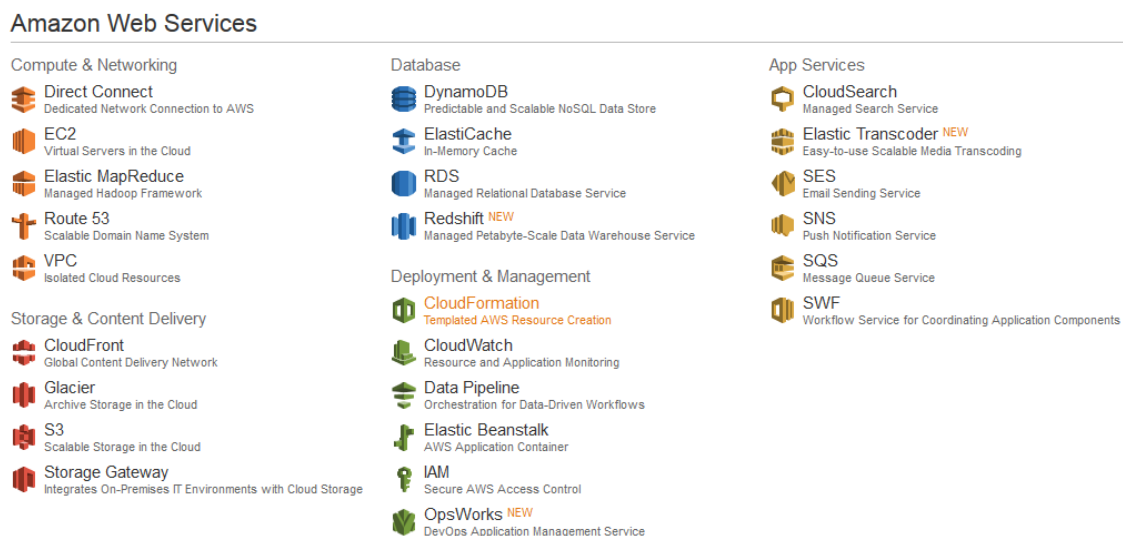 Amazon Web Services
Compute & Networking
Direct Connect
Dedicated Network Connection to AWS
EC2
Virtual Servers in the Cloud
Elastic MapReduce
Managed Hadoop Framework
Route 53
Scalable Domain Name System
VPC
Isolated Cloud Resources
Storage & Content Delivery
CloudFront
Global Content Delivery Network
Glacier
Archive Storage in the Cloud
S3
Scalable Storage in the Cloud
Storage Gateway
Integrates On-Premises IT Environments with Cloud Storage
Database
DynamoDB
Predictable and Scalable NoSQL Data Store
ElastiCache
In-Memory Cache
RDS
Managed Relational Database Service
Redshift NEW
Managed Petabyte-Scale Data Warehouse Service
Deployment & Management
CloudFormation
Templated AWS Resource Creation
CloudWatch
Resource and Application Monitoring
Data Pipeline
Orchestration for Data-Driven Workflows
Elastic Beanstalk
AWS Application Container
IAM
Secure AWS Access Control
OpsWorks NEW
DevOps Application Management Service
App Services
CloudSearch
Managed Search Service
Elastic Transcoder NEW
Easy-to-use Scalable Media Transcoding
SES
Email Sending Service
SNS
Push Notification Service
SQS
Message Queue Service
SWF
Workflow Service for Coordinating Application Components